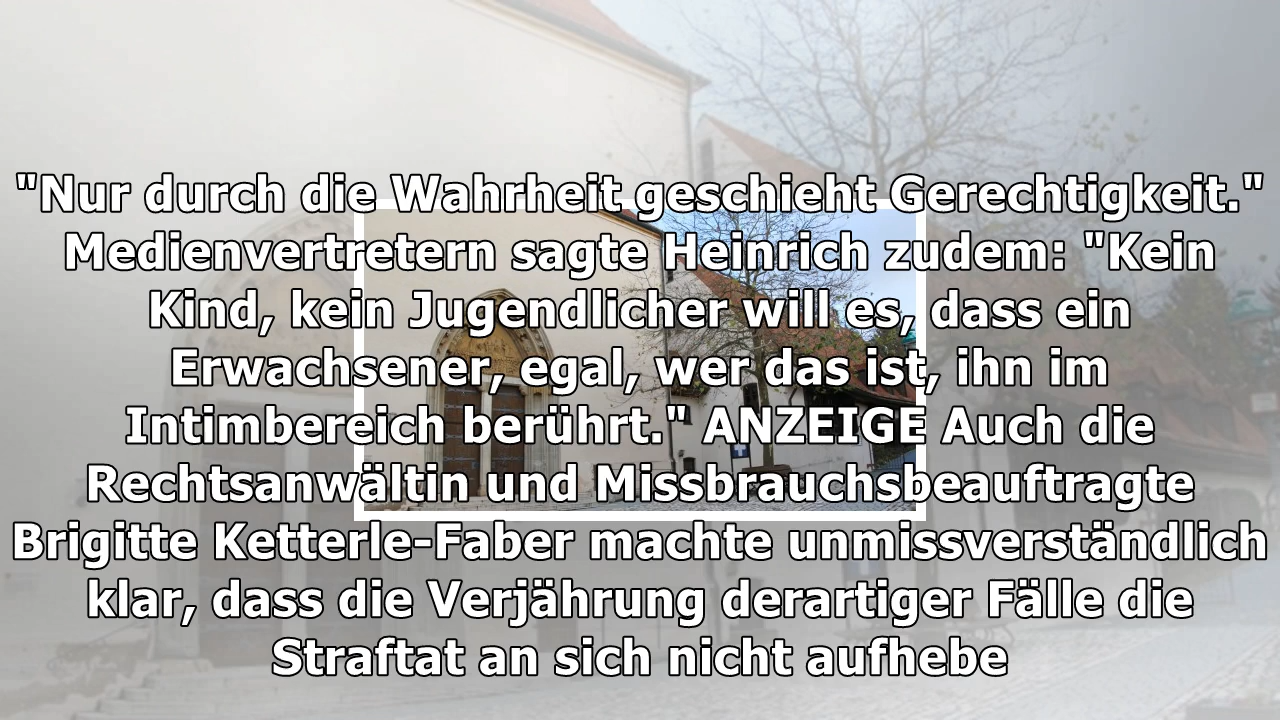 "Nur durch die Wahrheit geschieht Gerechtigkeit."
Medienvertretern sagte Heinrich zudem: "Kein
Kind, kein Jugendlicher will es, dass ein
Erwachsener, egal, wer das ist, ihn im
Intimbereich berührt." ANZEIGE Auch die
Rechtsanwältin und Missbrauchsbeauftragte
Brigitte Ketterle-Faber machte unmissverständlich
klar, dass die Verjährung derartiger Fälle die
Straftat an sich nicht aufhebe